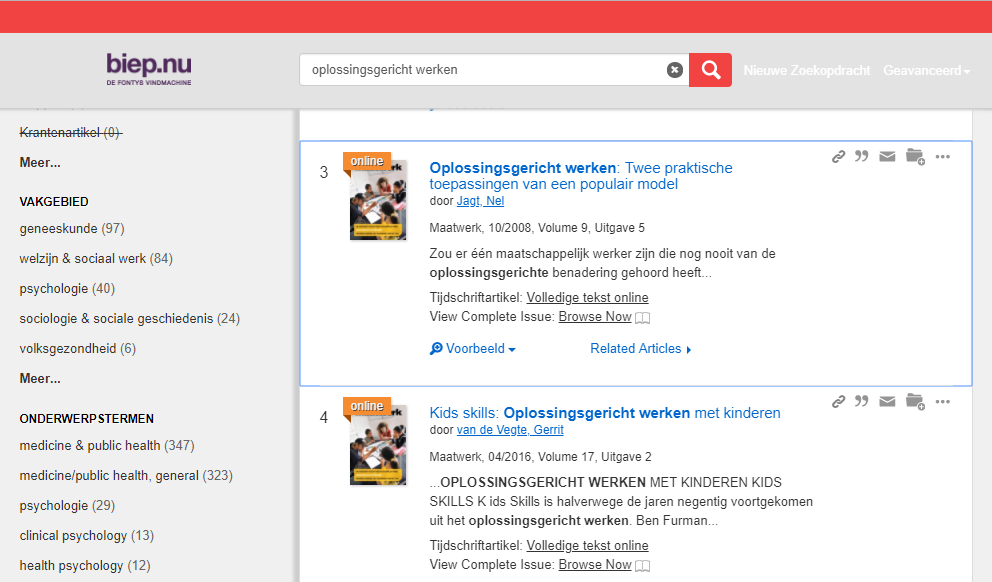 biep.nu
DE FONTYS VINDMACHINE
oplossingsgericht werken
Nieuwe Zoekopdracht Geavanceerd
Krantenartikel (0)
Meer...
VAKGEBIED
geneeskunde (97)
welzijn & sociaal werk (84)
psychologie (40)
sociologie & sociale geschiedenis (24)
volksgezondheid (6)
Meer...
ONDERWERPSTERMEN
medicine & public health (347)
medicine/public health, general (323)
psychologie (29)
clinical psychology (13)
health psychology (12)
3
online
Oplossingsgericht werken: Twee praktische
toepassingen van een populair model
door Jagt, Nel
Maatwerk, 10/2008, Volume 9, Uitgave 5
Zou er één maatschappelijk werker zijn die nog nooit van de
oplossingsgerichte benadering gehoord heeft...
Tijdschriftartikel: Volledige tekst online
View Complete Issue: Browse Now
Voorbeeld Related Articles
4
online
Kids skills: Oplossingsgericht werken met kinderen
door van de Vegte, Gerrit
Maatwerk, 04/2016, Volume 17, Uitgave 2
...OPLOSSINGSGERICHT WERKEN MET KINDEREN KIDS
SKILLS K ids Skills is halverwege de jaren negentig voortgekomen
uit het oplossingsgericht werken. Ben Furman...
Tijdschriftartikel: Volledige tekst online
View Complete Issue: Browse Now